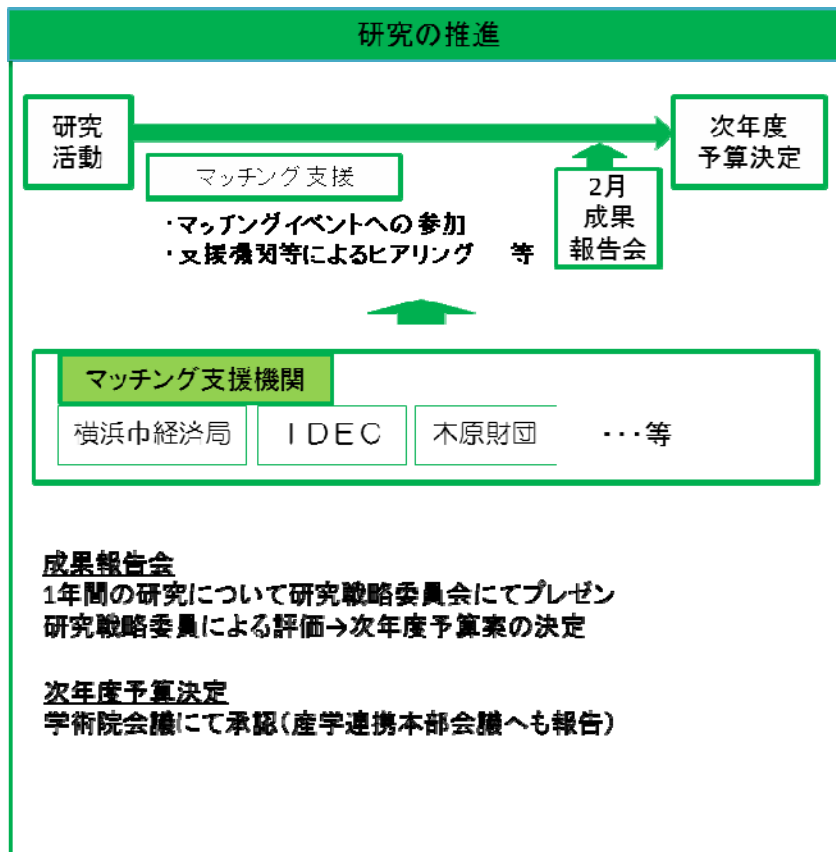 研究の推進
研究
活動
次年度
予算決定
マッチング支援
・マッチングイベントへの参加
・支援機関等によるヒアリング　等
2月
成果
報告会
マッチング支援機関
横浜市経済局
IDEC
木原財団
・・・等
成果報告会
1年間の研究について研究戦略委員会にてプレゼン
研究戦略委員による評価→次年度予算案の決定
次年度予算決定
学術院会議にて承認（産学連携本部会議へも報告）